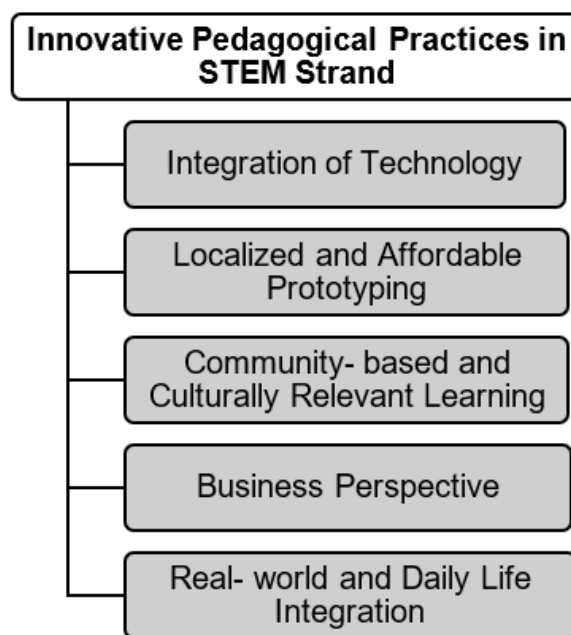 Innovative Pedagogical Practices in
STEM Strand
Integration of Technology
Localized and Affordable
Prototyping
Community- based and
Culturally Relevant Learning
Business Perspective
Real- world and Daily Life
Integration